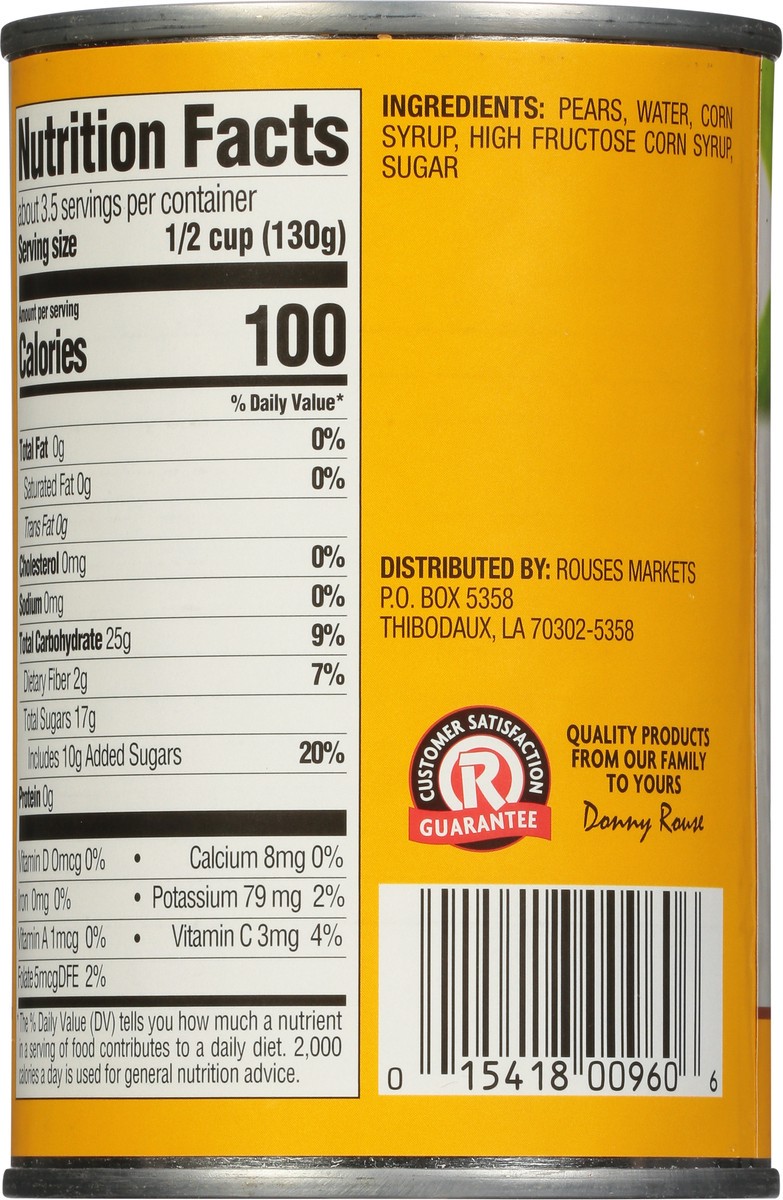 Nutrition Facts
about 3.5 servings per container
Serving size 1/2 cup (130g)
Amount per serving
Calories 100
% Daily Value*
Total Fat 0g 0%
Saturated Fat 0g 0%
Trans Fat 0g
Cholesterol 0mg 0%
Sodium 0mg 0%
Total Carbohydrate 25g 9%
Dietary Fiber 2g 7%
Total Sugars 17g
Includes 10g Added Sugars 20%
Protein 0g
Vitamin D 0mcg 0% • Calcium 8mg 0%
Iron 0mg 0% • Potassium 79 mg 2%
Vitamin A 1mcg 0% • Vitamin C 3mg 4%
Folate 5mcgDFE 2%
*The % Daily Value (DV) tells you how much a nutrient
in a serving of food contributes to a daily diet. 2,000
calories a day is used for general nutrition advice.
INGREDIENTS: PEARS, WATER, CORN
SYRUP, HIGH FRUCTOSE CORN SYRUP,
SUGAR
DISTRIBUTED BY: ROUSES MARKETS
P.O. BOX 5358
THIBODAUX, LA 70302-5358
CUSTOMER SATISFACTION
R
GUARANTEE
QUALITY PRODUCTS
FROM OUR FAMILY
TO YOURS
Donny Rouse
0 15418 00960 6